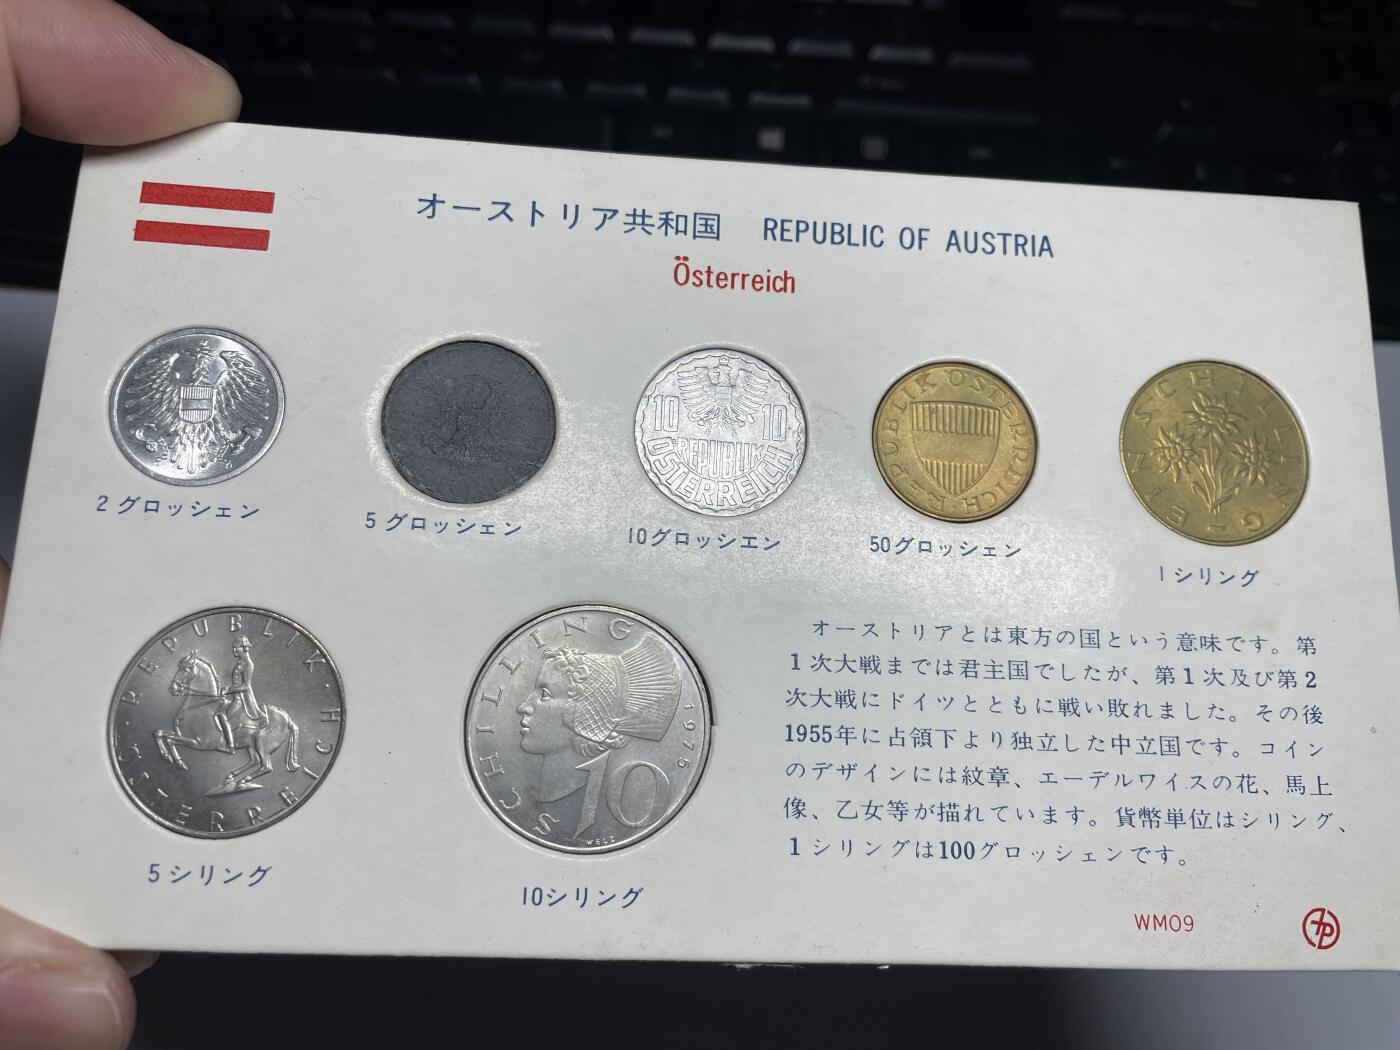 オーストリア共和国 REPUBLIC OF AUSTRIA
Österreich
10 10
REPUBLIK
ÖSTERREICH
REPUBLIK ÖSTERREICH
EIN SCHILLING
2グロッシェン
5グロッシェン
10グロッシェン
50グロッシェン
1シリング
REPUBLIK ÖSTERREICH
SCHILLING
1975
10
WELZ
5シリング
10シリング
オーストリアとは東方の国という意味です。第
1次大戦までは君主国でしたが、第1次及び第2
次大戦にドイツとともに戦い敗れました。その後
1955年に占領下より独立した中立国です。コイン
のデザインには紋章、エーデルワイスの花、馬上
像、乙女等が描れています。貨幣単位はシリング、
1シリングは100グロッシェンです。
WM09